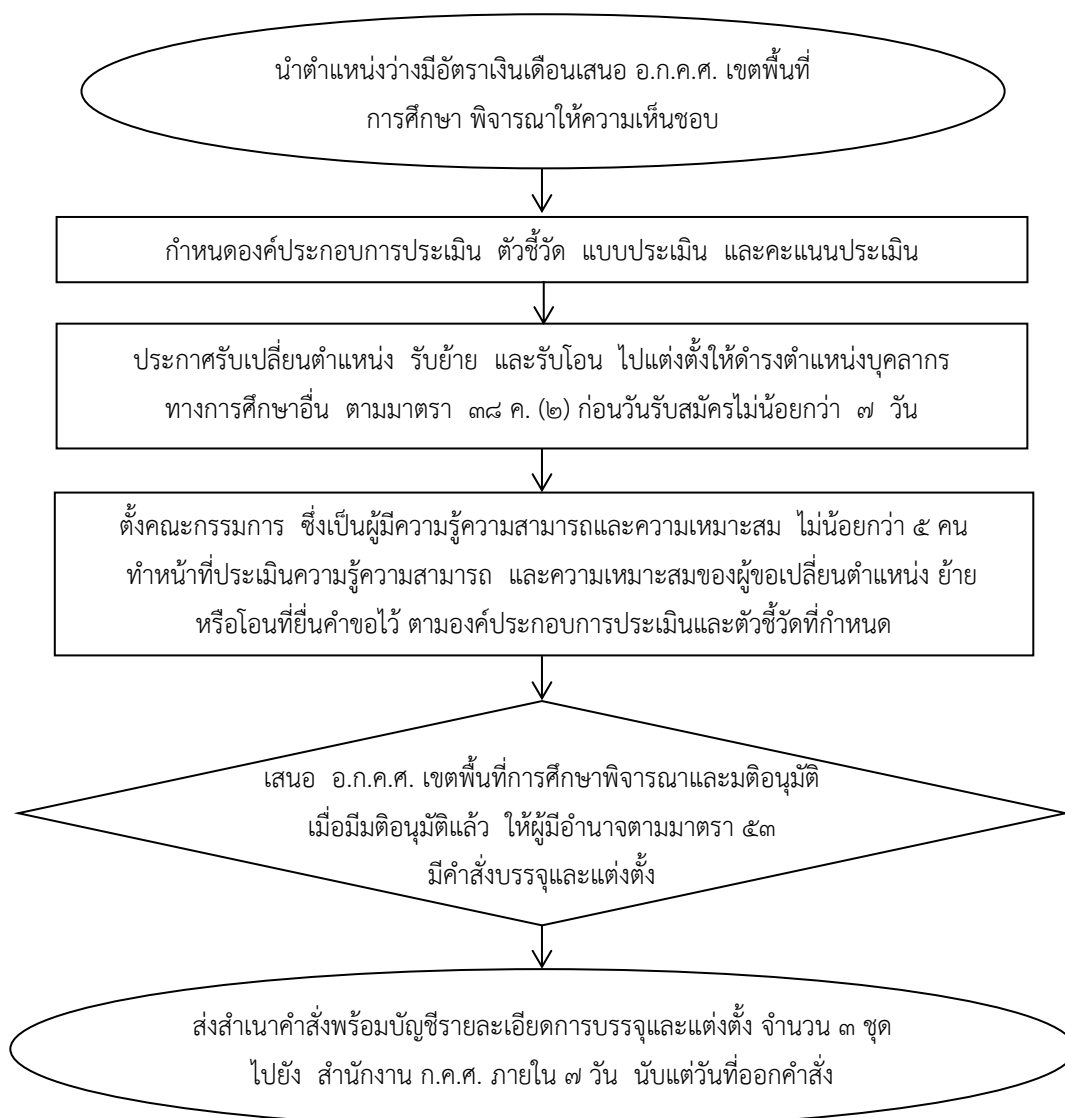 นำตำแหน่งว่างมีอัตราเงินเดือนเสนอ อ.ก.ค.ศ. เขตพื้นที่
การศึกษา พิจารณาให้ความเห็นชอบ
กำหนดองค์ประกอบการประเมิน ตัวชี้วัด แบบประเมิน และคะแนนประเมิน
ประกาศรับเปลี่ยนตำแหน่ง รับย้าย และรับโอน ไปแต่งตั้งให้ดำรงตำแหน่งบุคลากร
ทางการศึกษาอื่น ตามมาตรา ๓๘ ค. (๒) ก่อนวันรับสมัครไม่น้อยกว่า ๗ วัน
ตั้งคณะกรรมการ ซึ่งเป็นผู้มีความรู้ความสามารถและความเหมาะสม ไม่น้อยกว่า ๕ คน
ทำหน้าที่ประเมินความรู้ความสามารถ และความเหมาะสมของผู้ขอเปลี่ยนตำแหน่ง ย้าย
หรือโอนที่ยื่นคำขอไว้ ตามองค์ประกอบการประเมินและตัวชี้วัดที่กำหนด
เสนอ อ.ก.ค.ศ. เขตพื้นที่การศึกษาพิจารณาและมติอนุมัติ
เมื่อมีมติอนุมัติแล้ว ให้ผู้มีอำนาจตามมาตรา ๕๓
มีคำสั่งบรรจุและแต่งตั้ง
ส่งสำเนาคำสั่งพร้อมบัญชีรายละเอียดการบรรจุและแต่งตั้ง จำนวน ๓ ชุด
ไปยัง สำนักงาน ก.ค.ศ. ภายใน ๗ วัน นับแต่วันที่ออกคำสั่ง